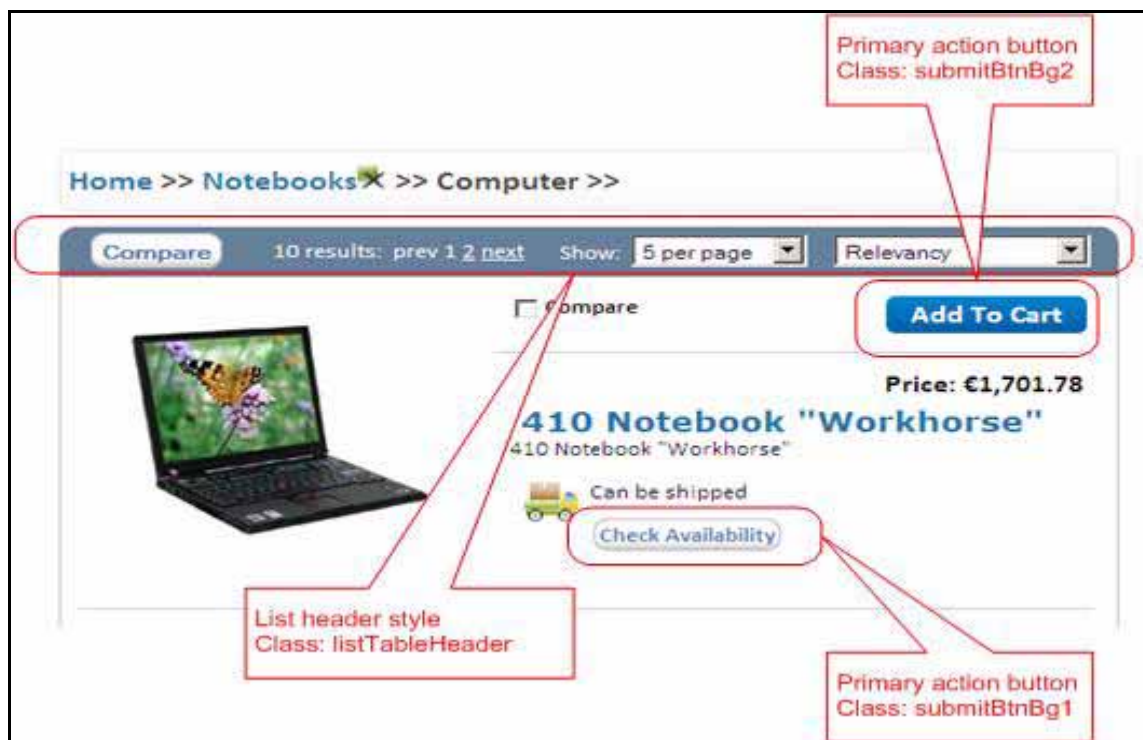 Primary action button
Class: submitBtnBg2
Home >> Notebooks >> Computer >>
Compare 10 results: prev 1 2 next Show: 5 per page Relevancy
Compare Add To Cart
Price: €1,701.78
410 Notebook "Workhorse"
410 Notebook "Workhorse"
Can be shipped
Check Availability
List header style
Class: listTableHeader
Primary action button
Class: submitBtnBg1